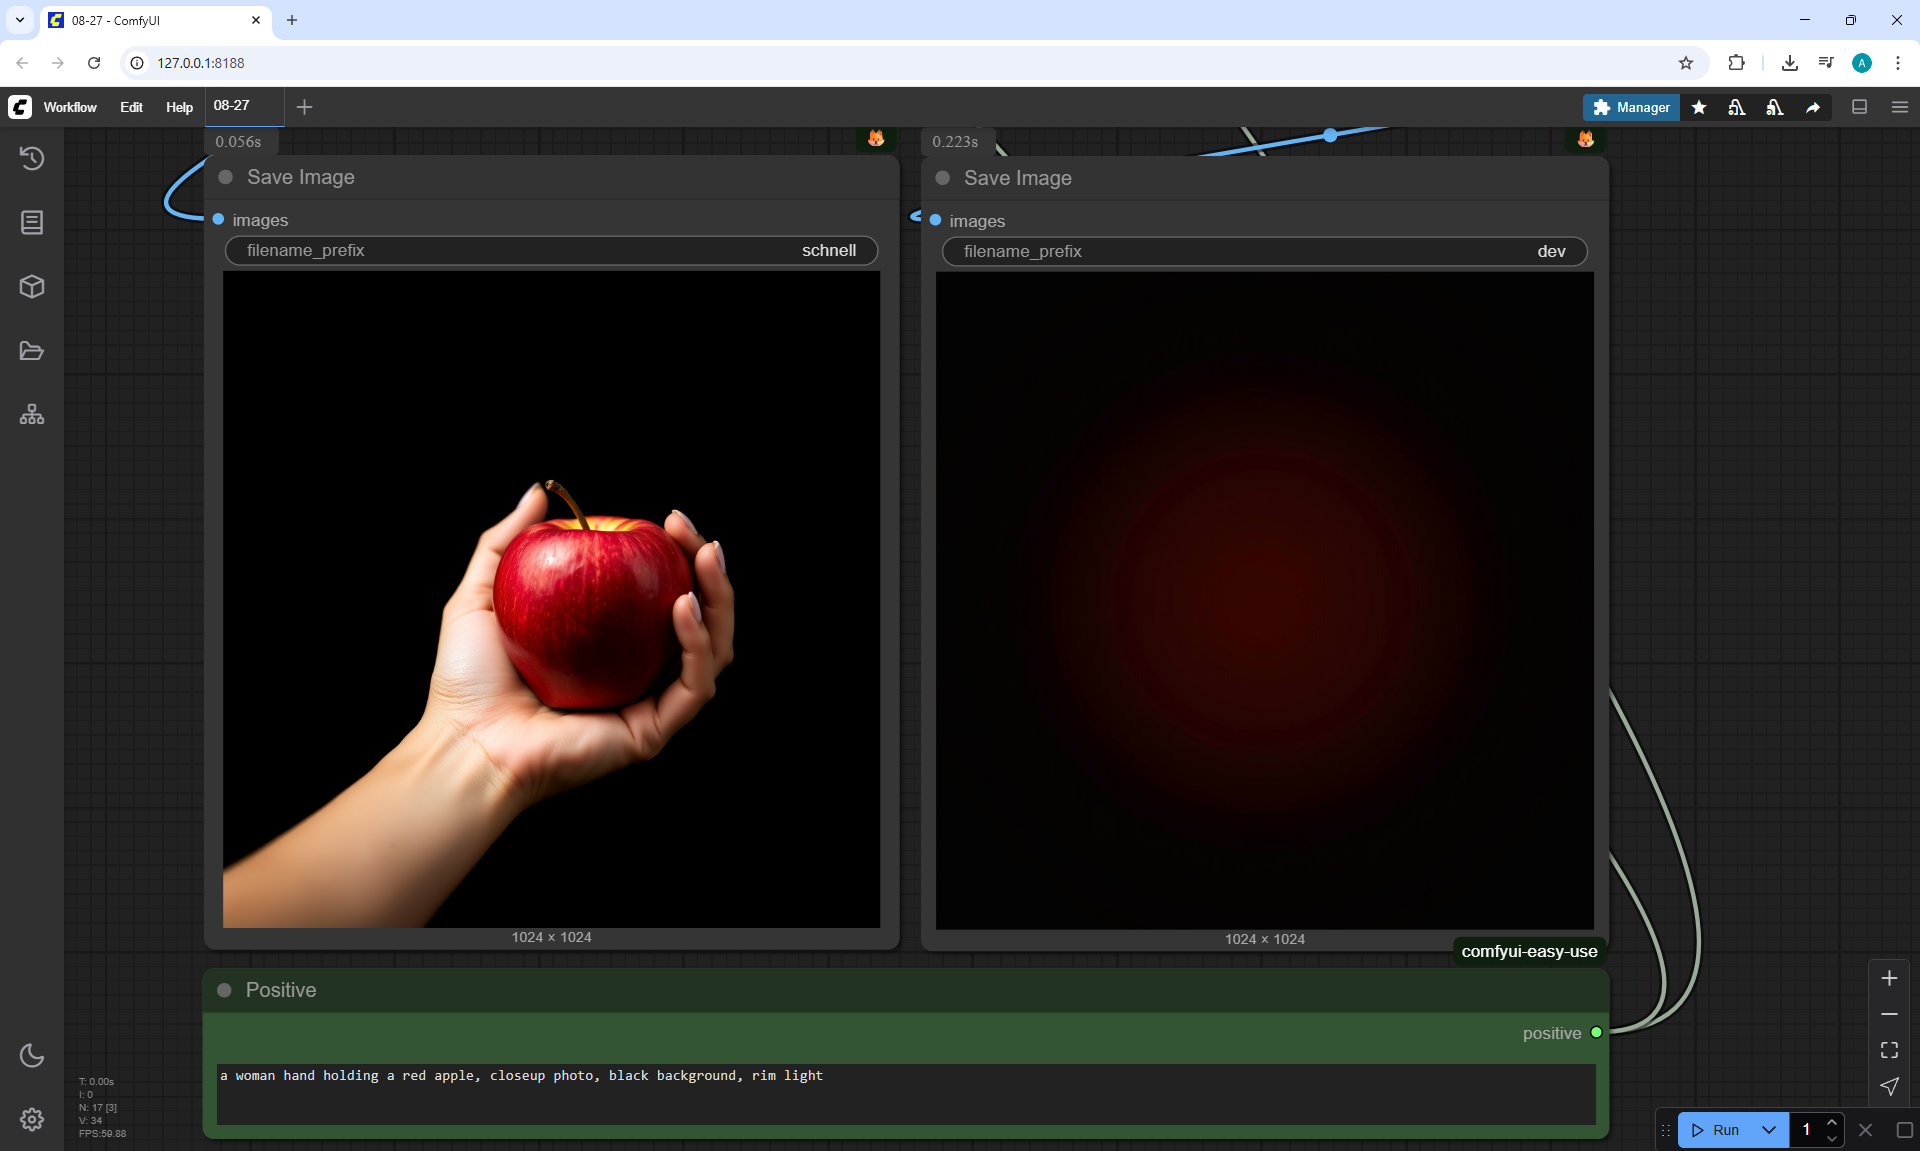 08-27 - ComfyUI
127.0.0.1:8188
Workflow Edit Help 08-27
Manager
0.056s
0.223s
Save Image
Save Image
images
images
filename_prefix schnell
filename_prefix dev
1024 × 1024
1024 × 1024
comfyui-easy-use
Positive
positive
a woman hand holding a red apple, closeup photo, black background, rim light
T: 0.00s
I: 0
N: 17 [3]
V: 34
FPS:59.88
Run 1
A